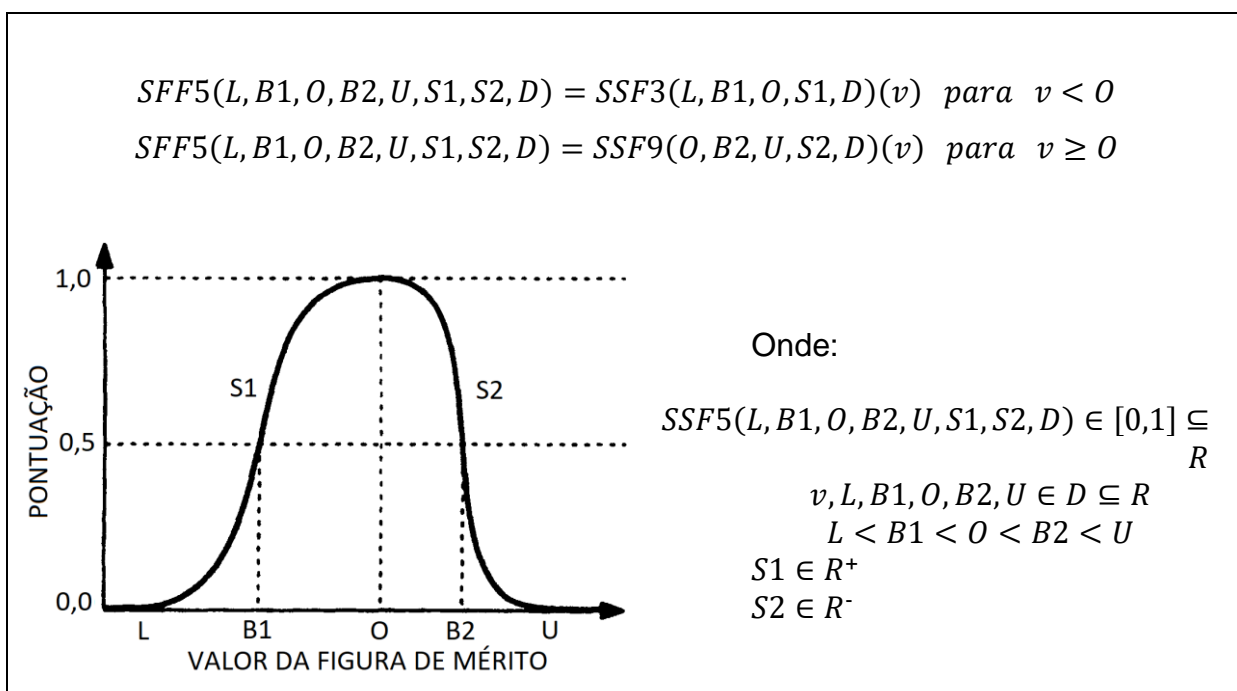 SFF5(L, B1, O, B2, U, S1, S2, D) = SSF3(L, B1, O, S1, D)(v) para v < O
SFF5(L, B1, O, B2, U, S1, S2, D) = SSF9(O, B2, U, S2, D)(v) para v ≥ O
1,0
0,5
0,0
PONTUAÇÃO
S1
S2
L B1 O B2 U
VALOR DA FIGURA DE MÉRITO
Onde:
SSF5(L, B1, O, B2, U, S1, S2, D) ∈ [0,1] ⊆
R
v, L, B1, O, B2, U ∈ D ⊆ R
L < B1 < O < B2 < U
S1 ∈ R⁺
S2 ∈ R⁻